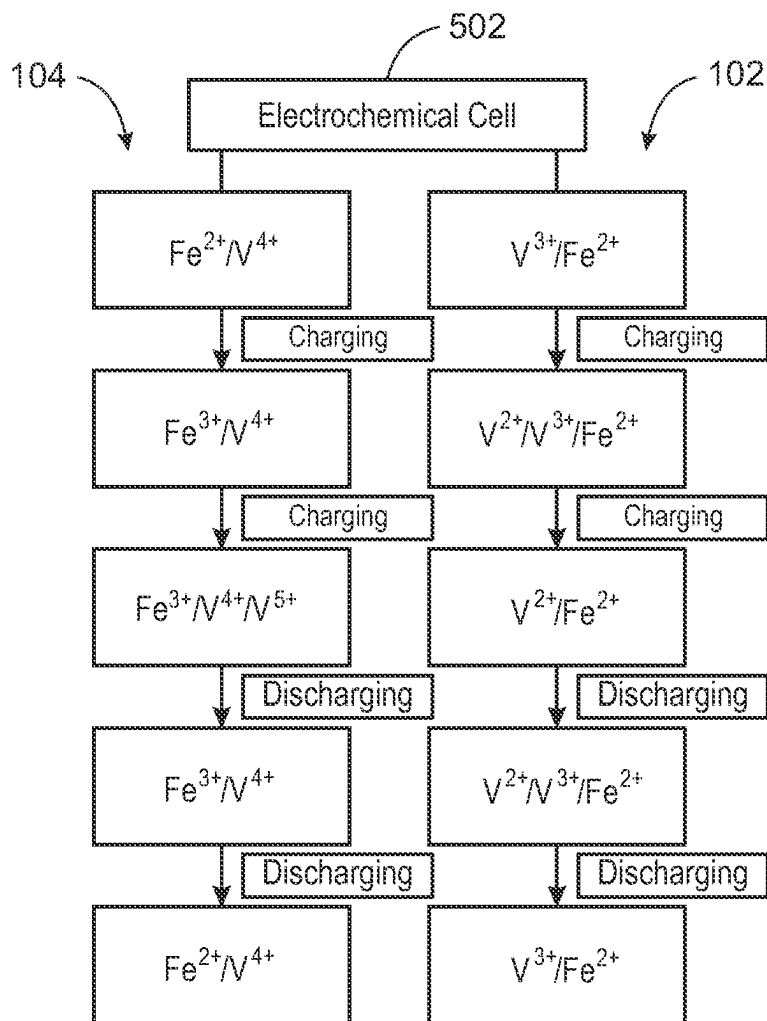 502
104
102
Electrochemical Cell
Fe²⁺/V⁴⁺
V³⁺/Fe²⁺
Charging
Charging
Fe³⁺/V⁴⁺
V²⁺/V³⁺/Fe²⁺
Charging
Charging
Fe³⁺/V⁴⁺/V⁵⁺
V²⁺/Fe²⁺
Discharging
Discharging
Fe³⁺/V⁴⁺
V²⁺/V³⁺/Fe²⁺
Discharging
Discharging
Fe²⁺/V⁴⁺
V³⁺/Fe²⁺